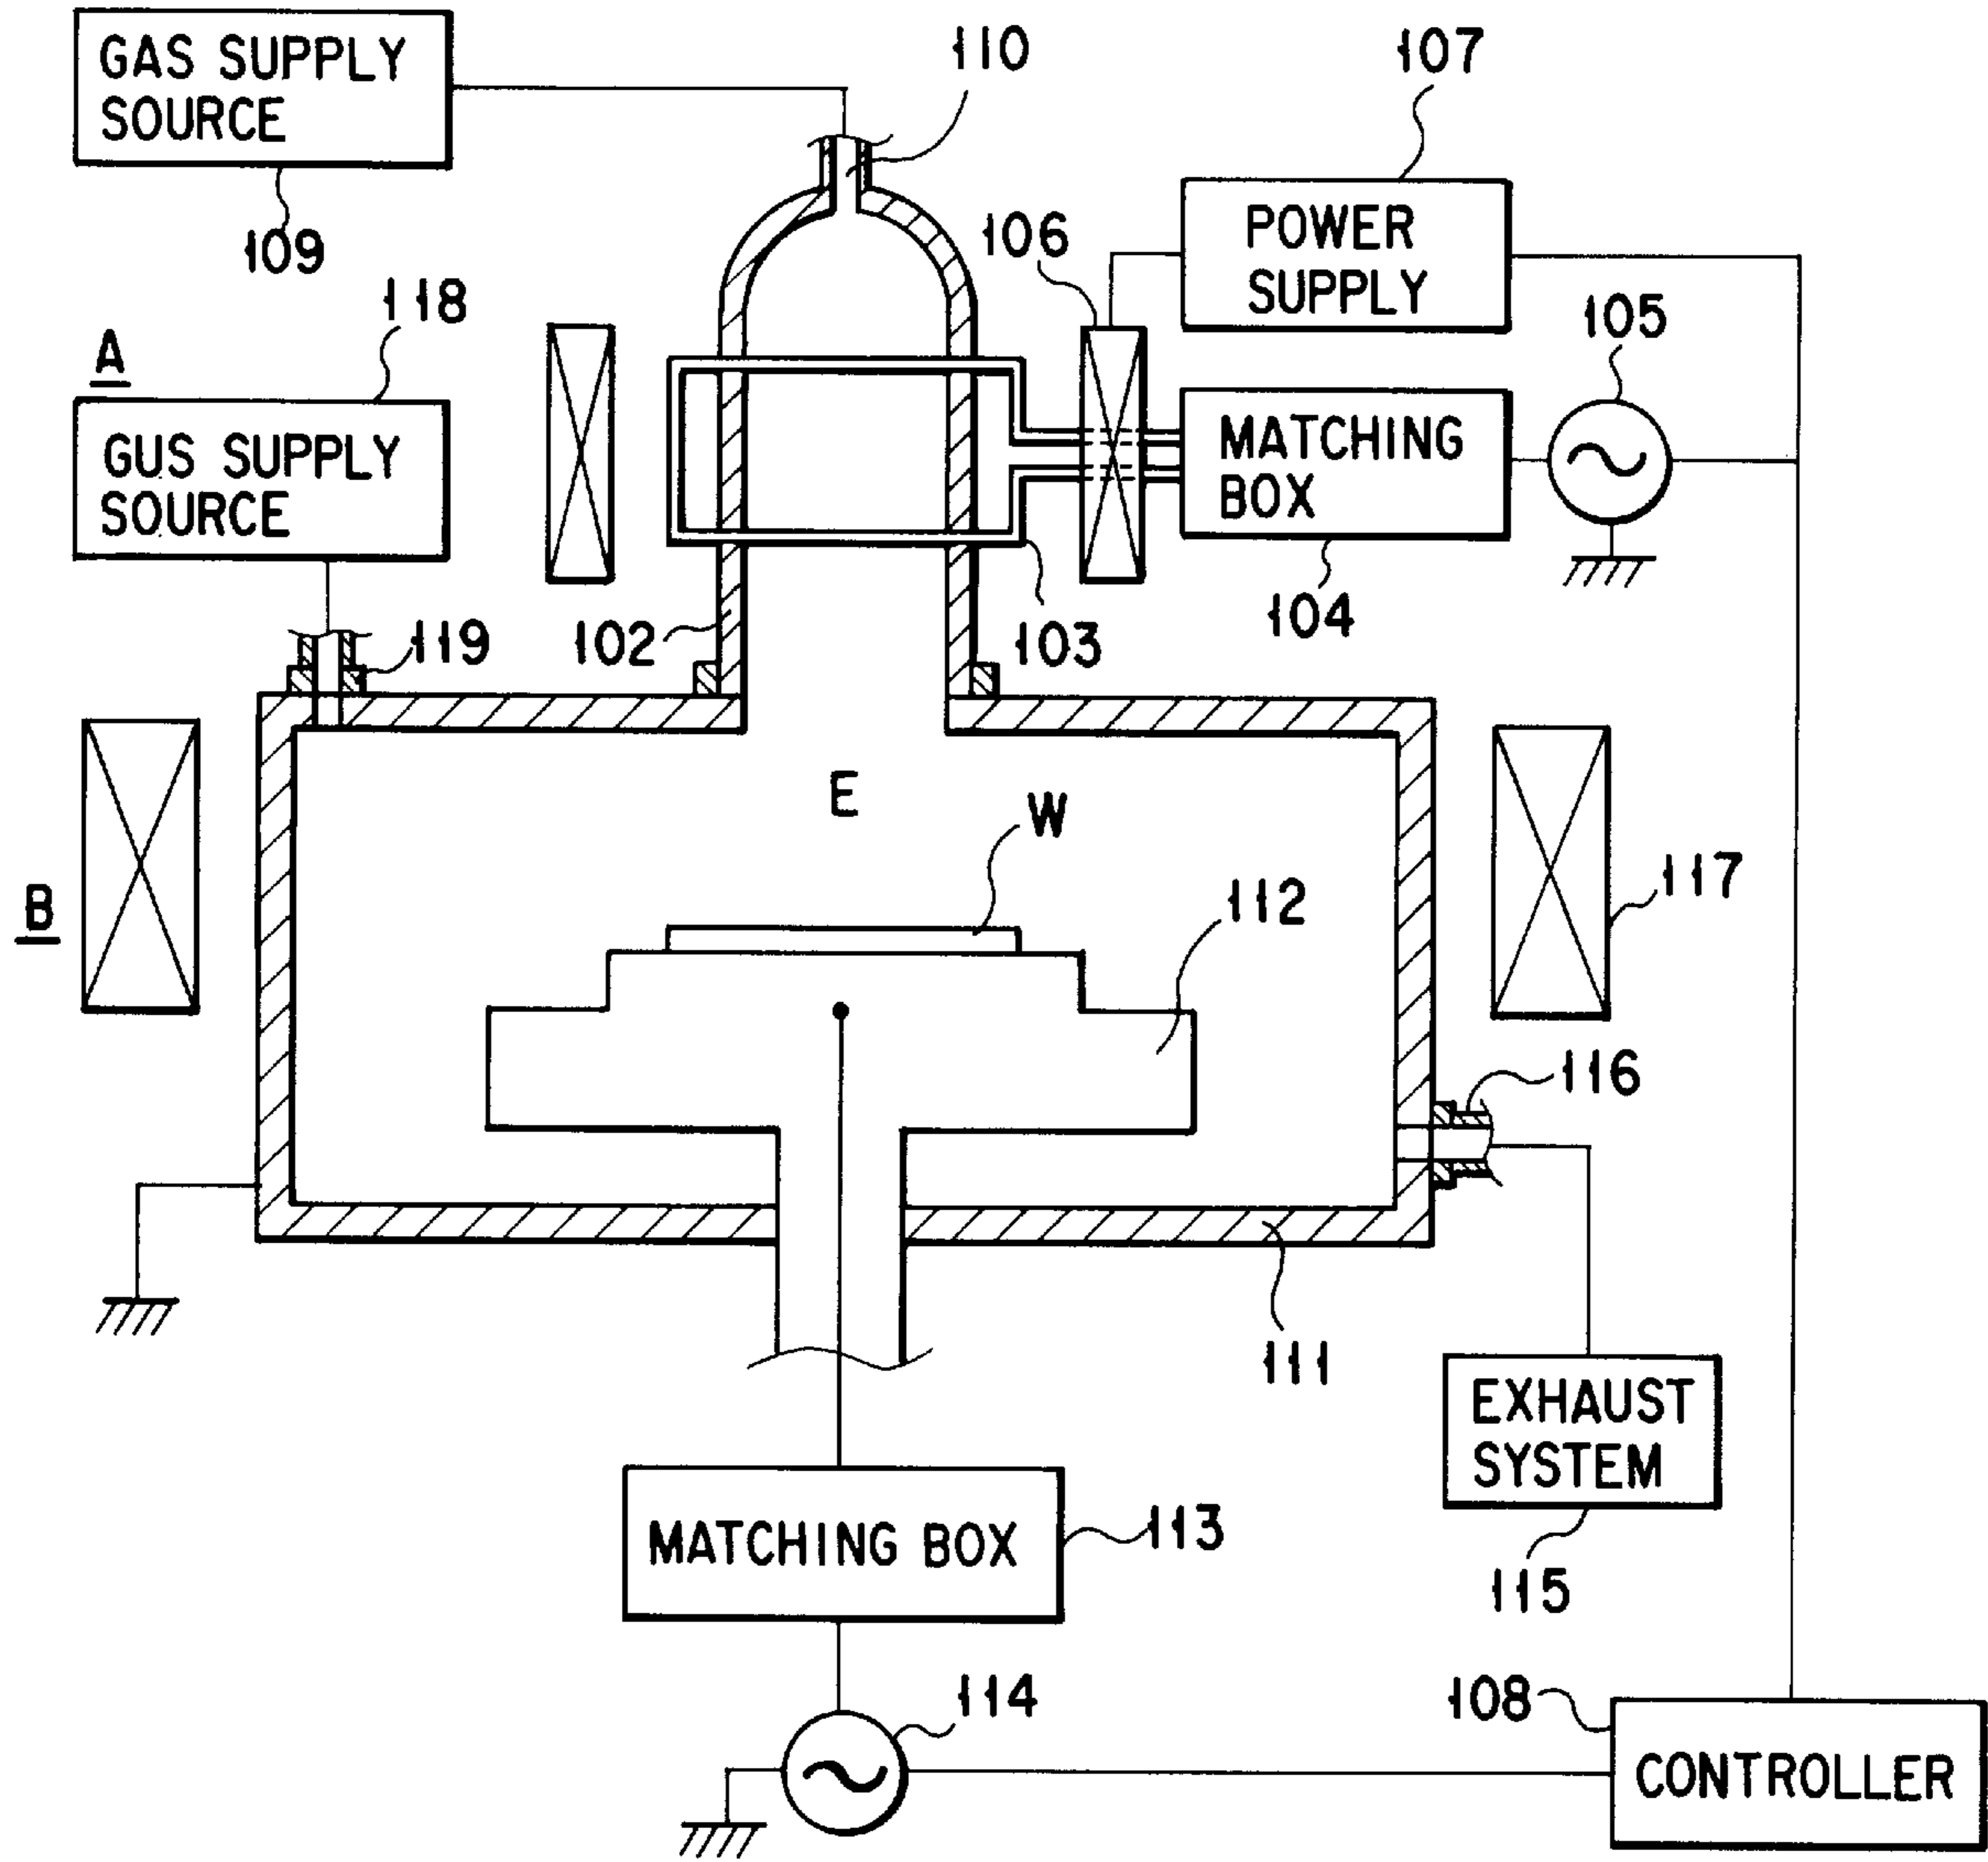 GAS SUPPLY
SOURCE
109
110
107
POWER
SUPPLY
106
105
118
A
GUS SUPPLY
SOURCE
MATCHING
BOX
104
103
102
119
E
W
112
117
B
116
111
EXHAUST
SYSTEM
115
MATCHING BOX
113
114
108
CONTROLLER